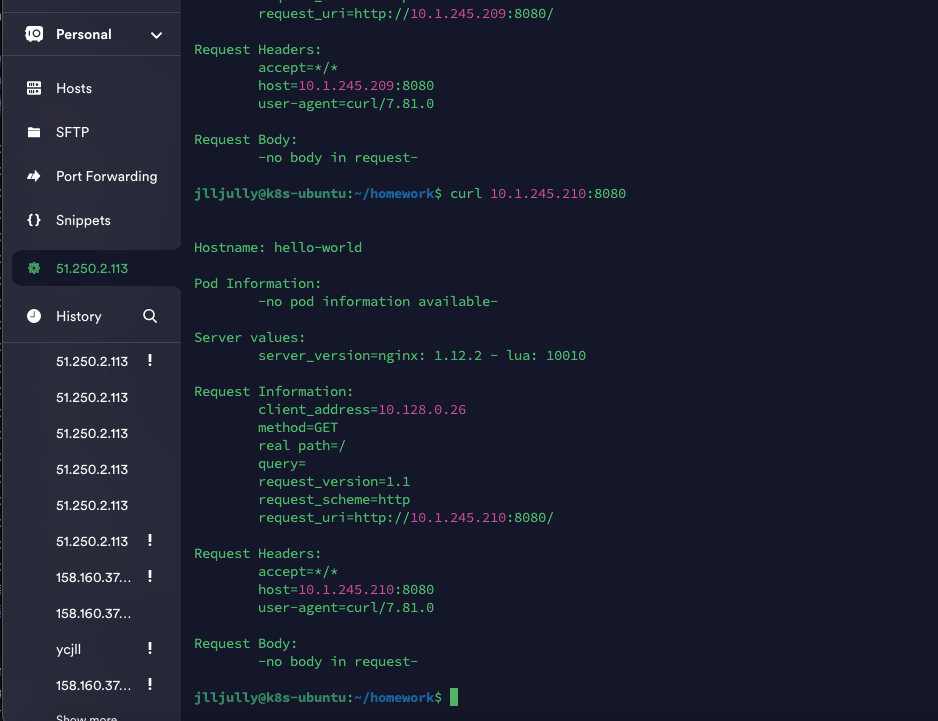 Personal
Hosts
SFTP
Port Forwarding
Snippets
51.250.2.113
History
51.250.2.113 !
51.250.2.113
51.250.2.113
51.250.2.113
51.250.2.113
51.250.2.113 !
158.160.37... !
158.160.37...
ycjll !
158.160.37... !
Show more
request_uri=http://10.1.245.209:8080/
Request Headers:
accept=*/*
host=10.1.245.209:8080
user-agent=curl/7.81.0
Request Body:
-no body in request-
jlljully@k8s-ubuntu:~/homework$ curl 10.1.245.210:8080
Hostname: hello-world
Pod Information:
-no pod information available-
Server values:
server_version=nginx: 1.12.2 - lua: 10010
Request Information:
client_address=10.128.0.26
method=GET
real path=/
query=
request_version=1.1
request_scheme=http
request_uri=http://10.1.245.210:8080/
Request Headers:
accept=*/*
host=10.1.245.210:8080
user-agent=curl/7.81.0
Request Body:
-no body in request-
jlljully@k8s-ubuntu:~/homework$